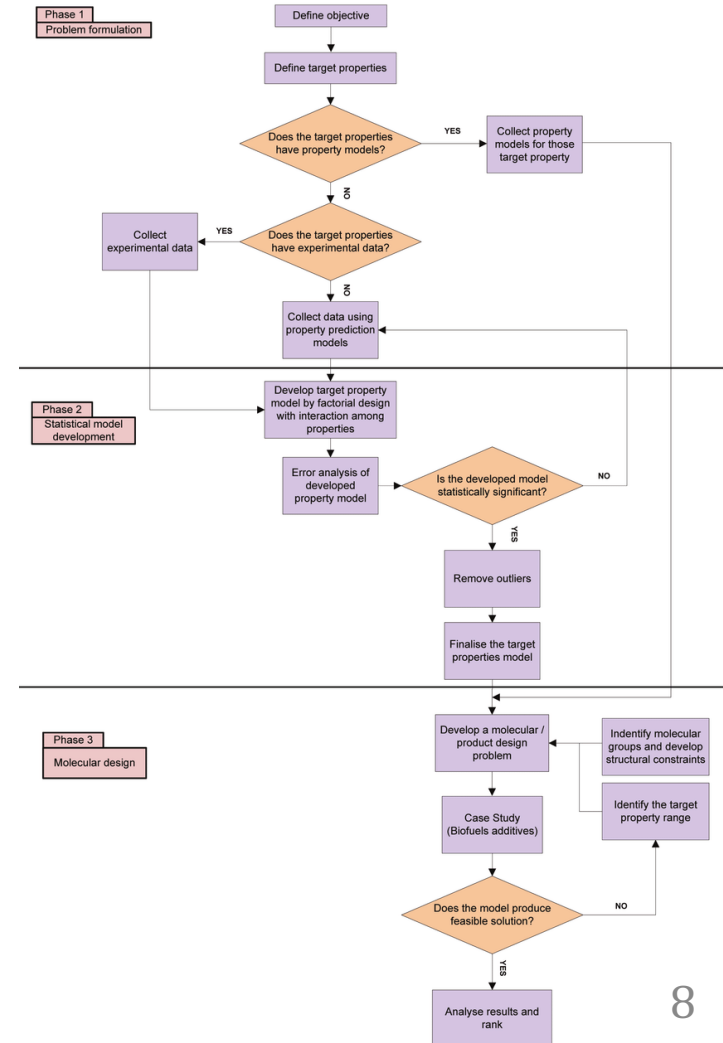 Phase 1
Problem formulation
Define objective
Define target properties
Does the target properties
have property models?
YES
Collect property
models for those
target property
NO
Does the target properties
have experimental data?
YES
Collect
experimental data
NO
Collect data using
property prediction
models
Phase 2
Statistical model
development
Develop target property
model by factorial design
with interaction among
properties
Error analysis of
developed
property model
Is the developed model
statistically significant?
NO
YES
Remove outliers
Finalise the target
properties model
Phase 3
Molecular design
Develop a molecular /
product design
problem
Indentify molecular
groups and develop
structural constraints
Identify the target
property range
Case Study
(Biofuels additives)
Does the model produce
feasible solution?
NO
YES
Analyse results and
rank
8